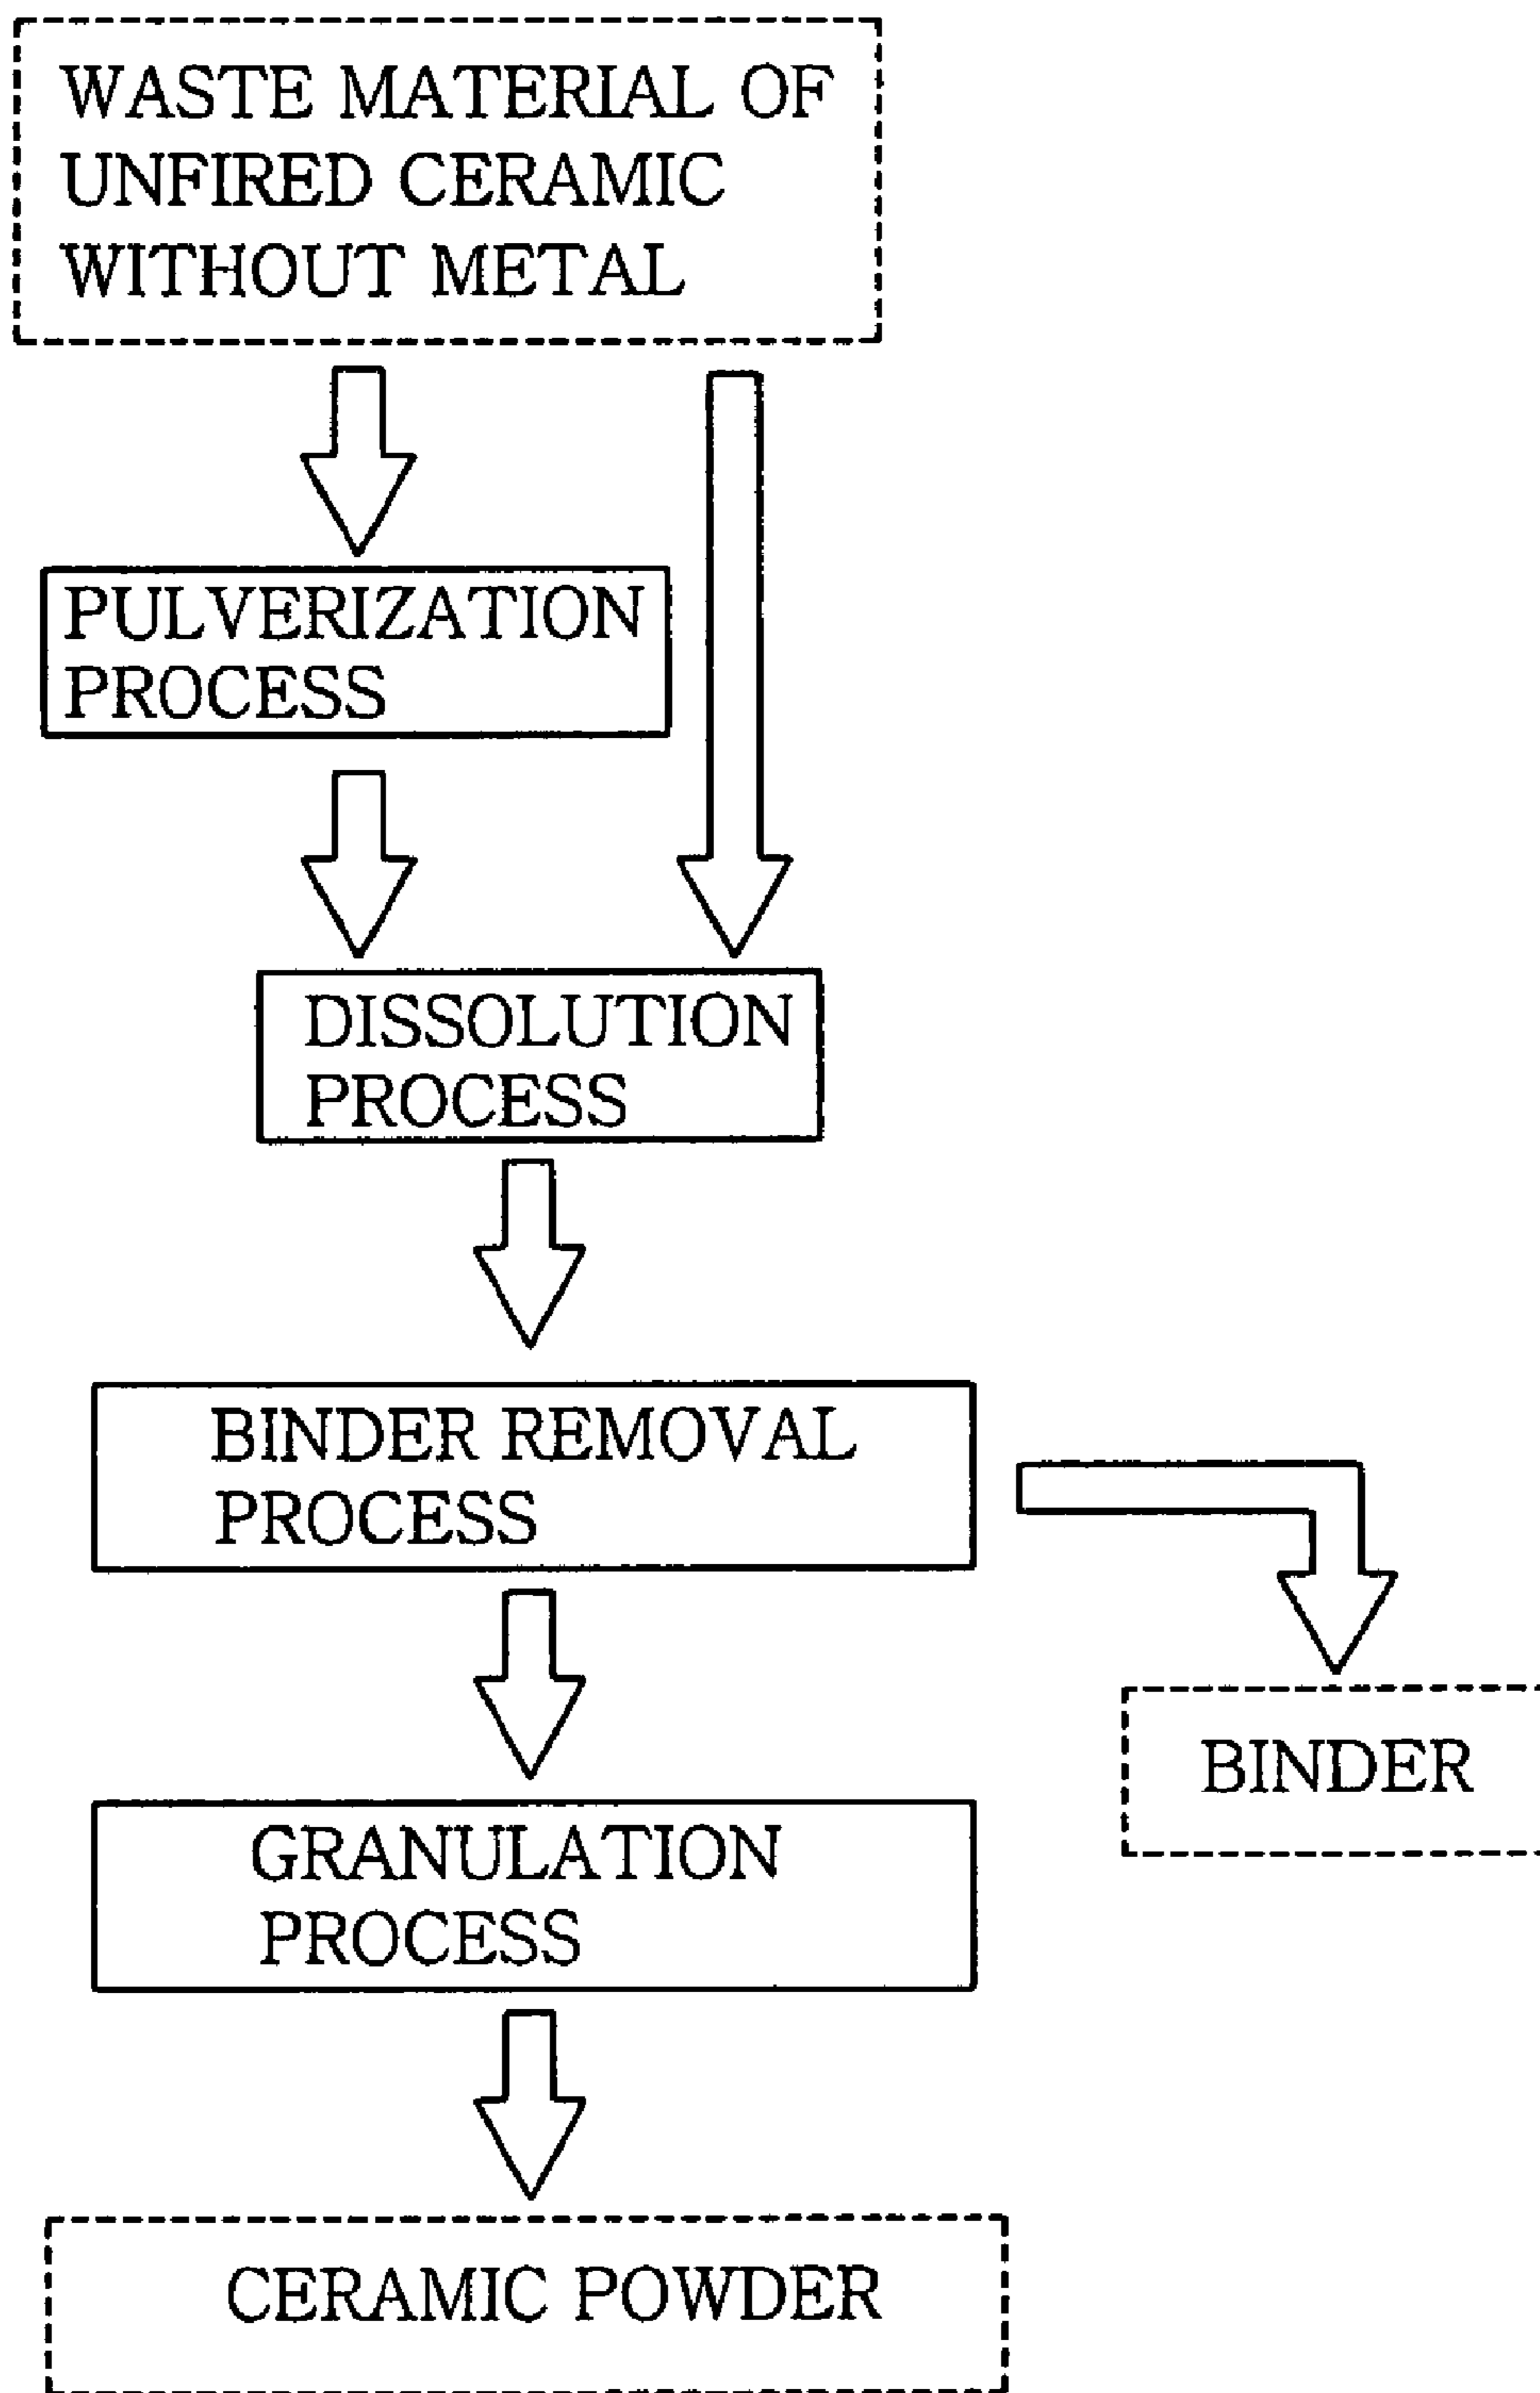 WASTE MATERIAL OF
UNFIRED CERAMIC
WITHOUT METAL
PULVERIZATION
PROCESS
DISSOLUTION
PROCESS
BINDER REMOVAL
PROCESS
BINDER
GRANULATION
PROCESS
CERAMIC POWDER